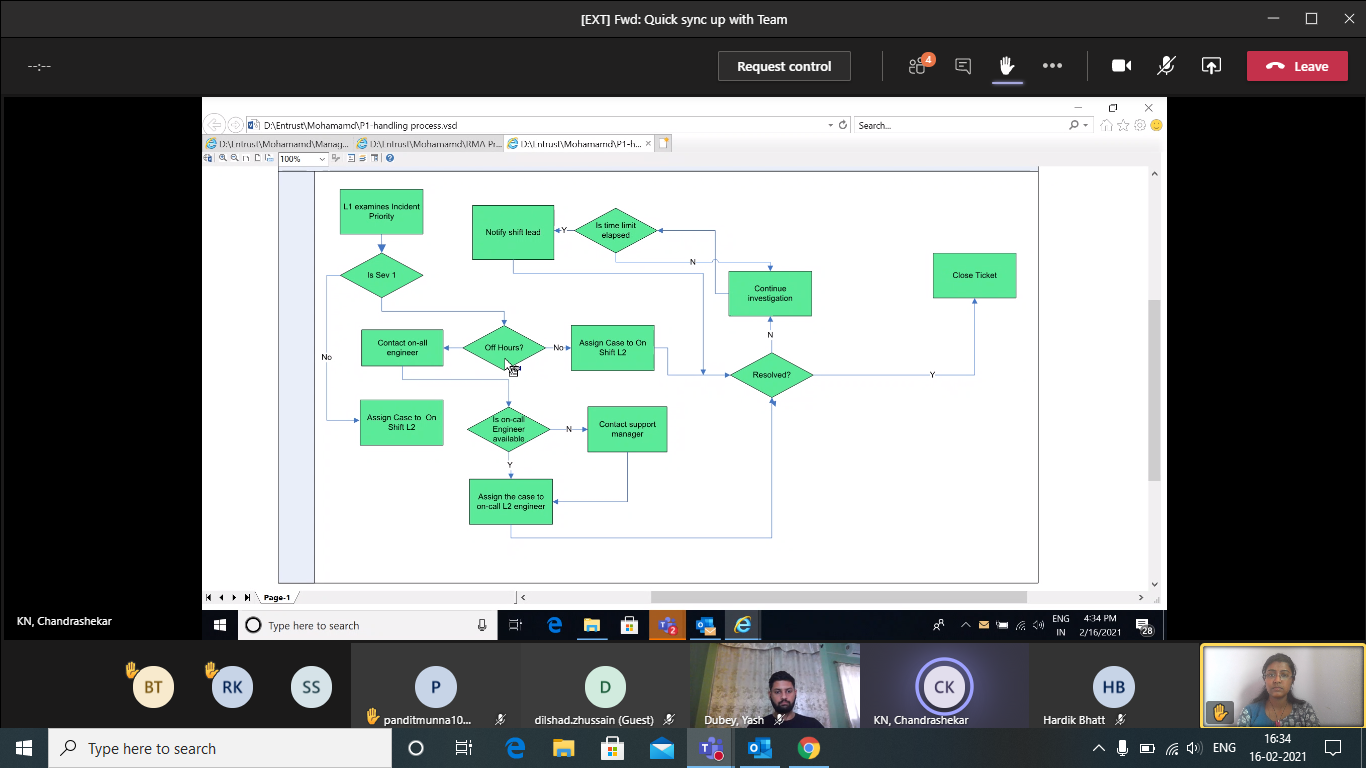 [EXT] Fwd: Quick sync up with Team
--:--
Request control
4
Leave
D:\Entrust\Mohamamd\P1-handling process.vsd
Search...
D:\Entrust\Mohamamd\Manag...
D:\Entrust\Mohamamd\RMA Pr...
D:\Entrust\Mohamamd\P1-h...
100%
L1 examines Incident
Priority
Is Sev 1
No
Notify shift lead
Y
Is time limit
elapsed
N
Continue
investigation
Close Ticket
Contact on-all
engineer
Off Hours?
No
Assign Case to On
Shift L2
N
Resolved?
Y
Assign Case to On
Shift L2
Is on-call
Engineer
available
N
Contact support
manager
Y
Assign the case to
on-call L2 engineer
Page-1
KN, Chandrashekar
Type here to search
2
ENG
IN
4:34 PM
2/16/2021
28
BT
RK
SS
P
panditmunna10...
D
dilshad.zhussain (Guest)
Dubey, Yash
CK
KN, Chandrashekar
HB
Hardik Bhatt
Type here to search
ENG
16:34
16-02-2021